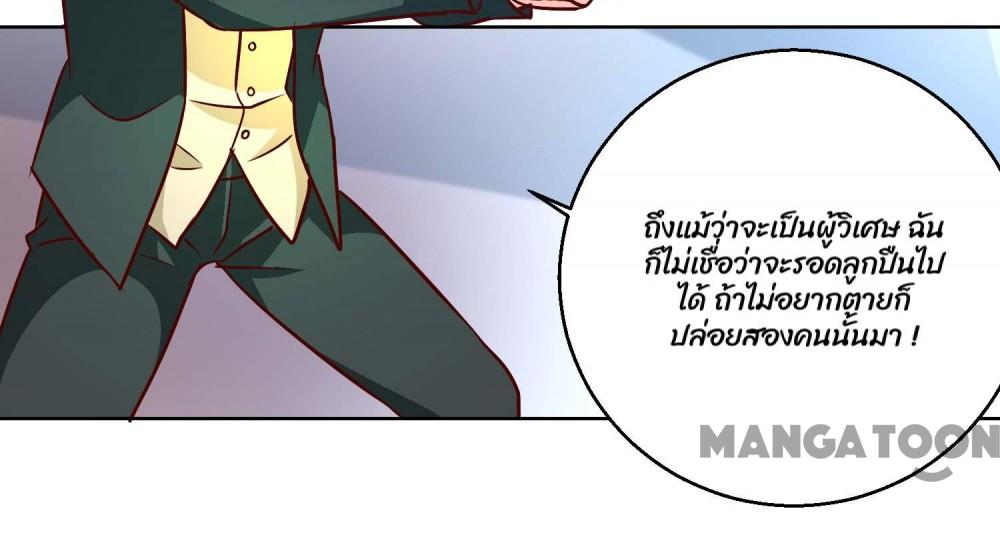 ถึงแม้ว่าจะเป็นผู้วิเศษ ฉัน
ก็ไม่เชื่อว่าจะรอดลูกปืนไป
ได้ ถ้าไม่อยากตายก็
ปล่อยสองคนนั้นมา !
MANGATOON